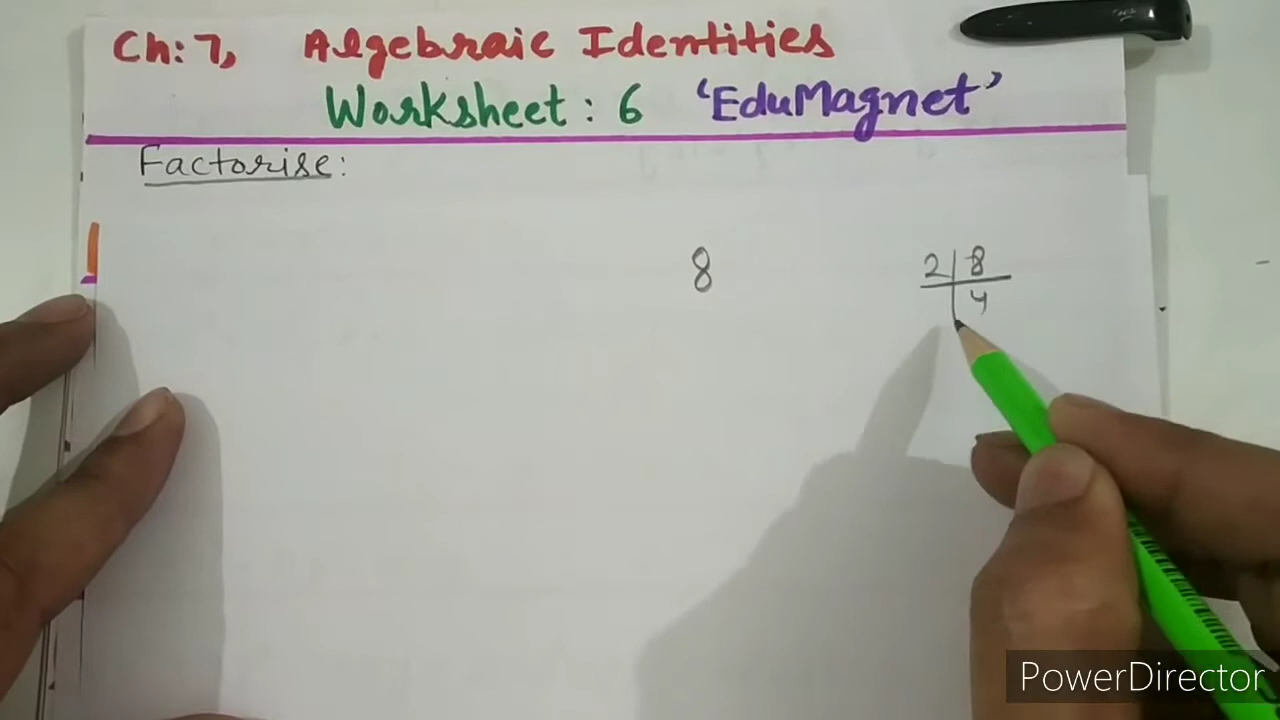 Ch: 7, Algebraic Identities
Worksheet: 6 'EduMagnet'
Factorise:
8
2 8
4
PowerDirector